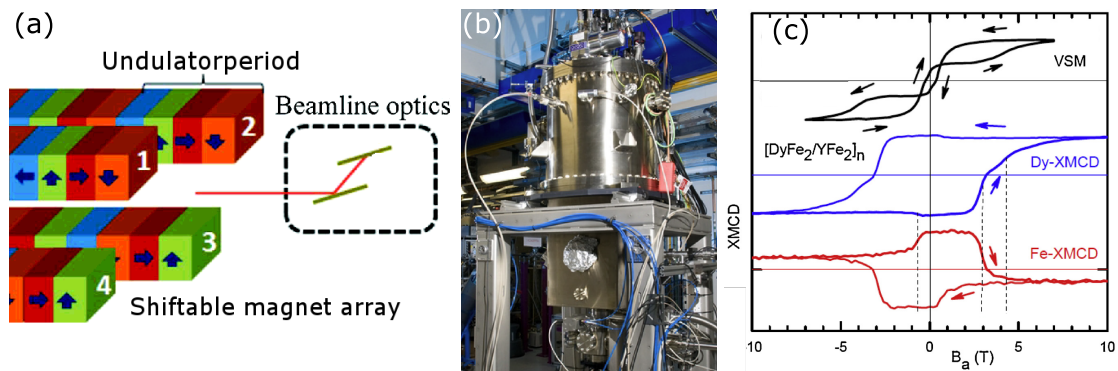 (a)
Undulatorperiod
Beamline optics
2
1
3
4
Shiftable magnet array
(b)
(c)
VSM
[DyFe₂/YFe₂]ₙ
Dy-XMCD
Fe-XMCD
XMCD
-10 -5 0 5 10
Bₐ (T)